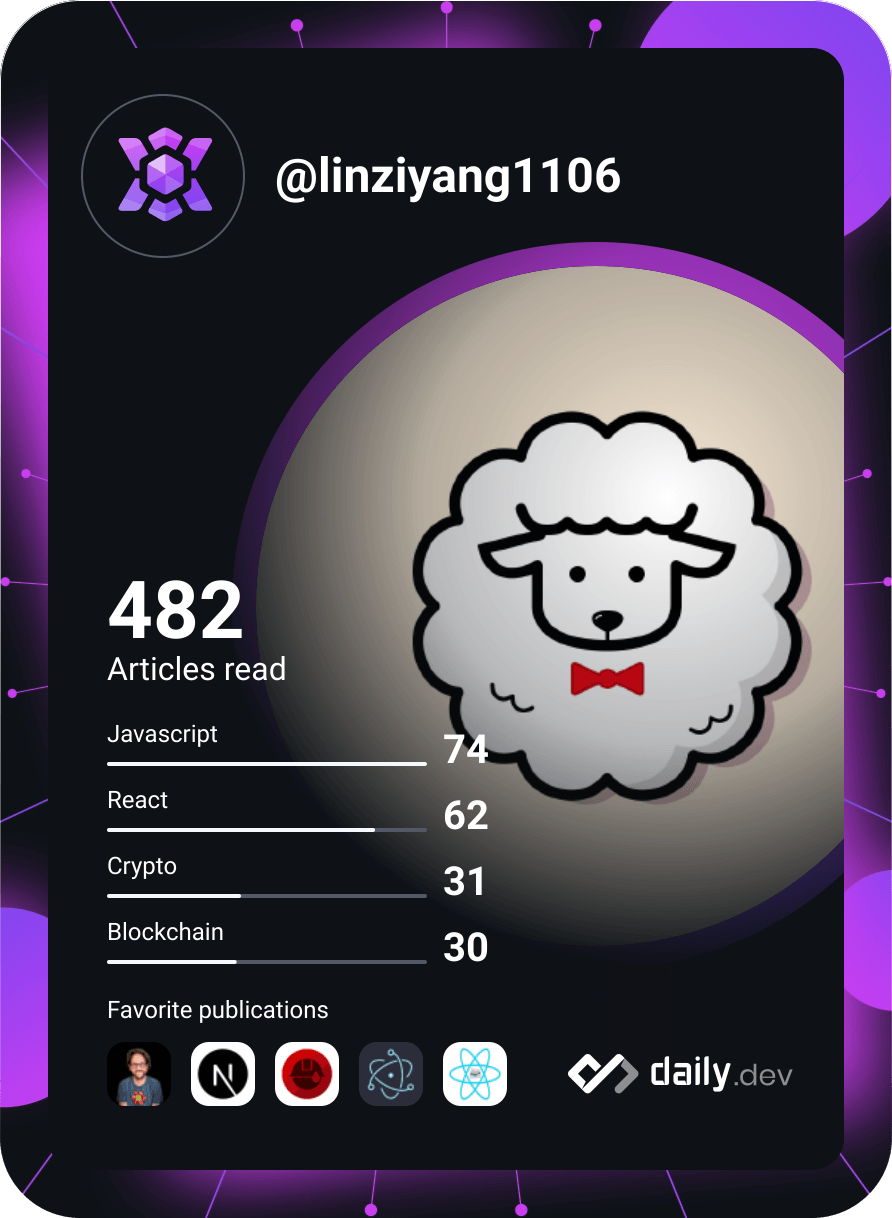 @linziyang1106
482
Articles read
Javascript
74
React
62
Crypto
31
Blockchain
30
Favorite publications
N
daily.dev